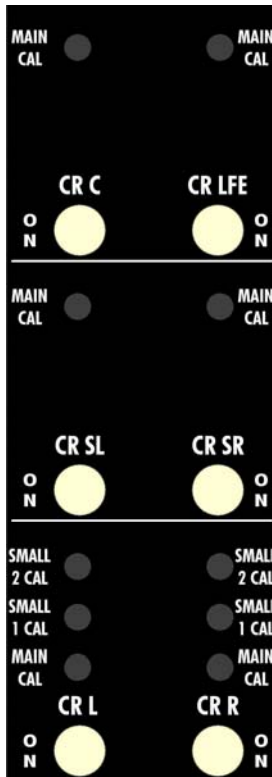 MAIN MAIN
CAL CAL
CR C CR LFE
O O
N N
MAIN MAIN
CAL CAL
CR SL CR SR
O O
N N
SMALL SMALL
2 CAL 2 CAL
SMALL SMALL
1 CAL 1 CAL
MAIN MAIN
CAL CAL
CR L CR R
O O
N N